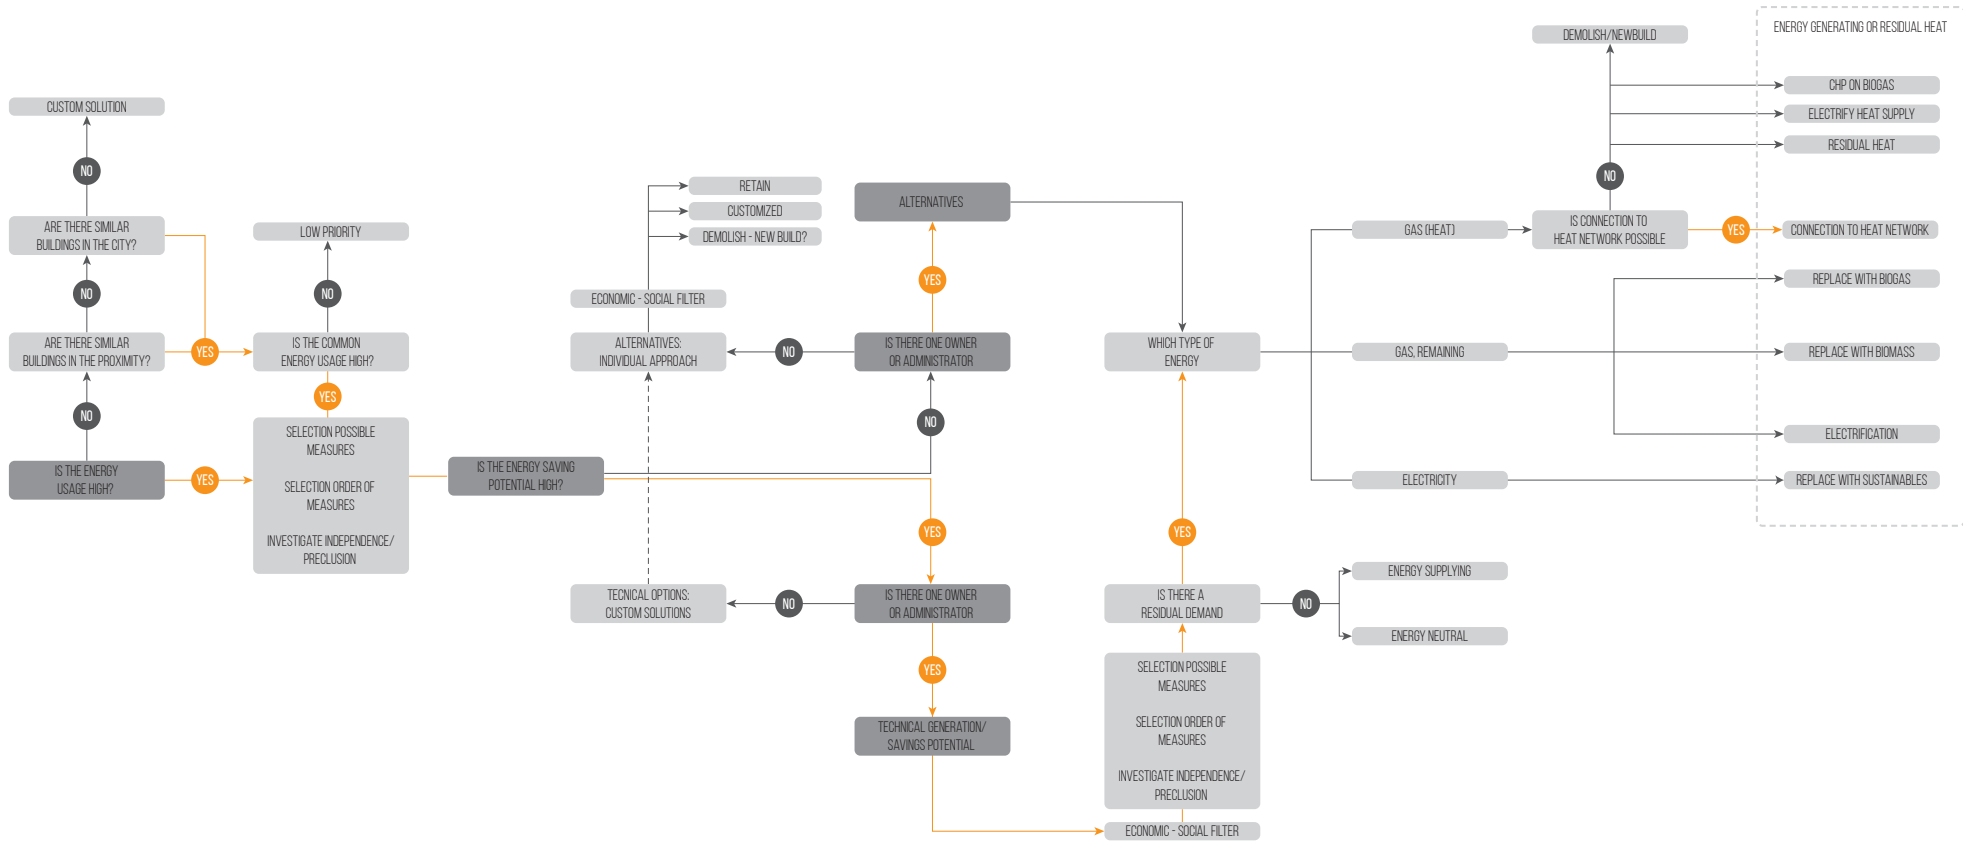 CUSTOM SOLUTION
NO
ARE THERE SIMILAR
BUILDINGS IN THE CITY?
NO
ARE THERE SIMILAR
BUILDINGS IN THE PROXIMITY?
YES
NO
IS THE ENERGY
USAGE HIGH?
YES
LOW PRIORITY
NO
IS THE COMMON
ENERGY USAGE HIGH?
YES
SELECTION POSSIBLE
MEASURES
SELECTION ORDER OF
MEASURES
INVESTIGATE INDEPENDENCE/
PRECLUSION
IS THE ENERGY SAVING
POTENTIAL HIGH?
RETAIN
CUSTOMIZED
DEMOLISH - NEW BUILD?
ECONOMIC - SOCIAL FILTER
ALTERNATIVES:
INDIVIDUAL APPROACH
NO
TECNICAL OPTIONS:
CUSTOM SOLUTIONS
NO
ALTERNATIVES
YES
IS THERE ONE OWNER
OR ADMINISTRATOR
NO
YES
IS THERE ONE OWNER
OR ADMINISTRATOR
YES
TECHNICAL GENERATION/
SAVINGS POTENTIAL
WHICH TYPE OF
ENERGY
YES
IS THERE A
RESIDUAL DEMAND
NO
SELECTION POSSIBLE
MEASURES
SELECTION ORDER OF
MEASURES
INVESTIGATE INDEPENDENCE/
PRECLUSION
ECONOMIC - SOCIAL FILTER
GAS (HEAT)
GAS, REMAINING
ELECTRICITY
ENERGY SUPPLYING
ENERGY NEUTRAL
DEMOLISH/NEWBUILD
NO
IS CONNECTION TO
HEAT NETWORK POSSIBLE
YES
ENERGY GENERATING OR RESIDUAL HEAT
CHP ON BIOGAS
ELECTRIFY HEAT SUPPLY
RESIDUAL HEAT
CONNECTION TO HEAT NETWORK
REPLACE WITH BIOGAS
REPLACE WITH BIOMASS
ELECTRIFICATION
REPLACE WITH SUSTAINABLES